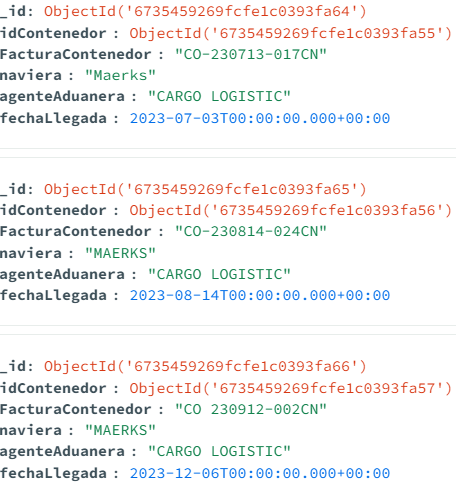 _id: ObjectId('6735459269fcfe1c0393fa64')
idContenedor : ObjectId('6735459269fcfe1c0393fa55')
FacturaContenedor : "CO-230713-017CN"
naviera : "Maerks"
agenteAduanera : "CARGO LOGISTIC"
fechaLlegada : 2023-07-03T00:00:00.000+00:00
_id: ObjectId('6735459269fcfe1c0393fa65')
idContenedor : ObjectId('6735459269fcfe1c0393fa56')
FacturaContenedor : "CO-230814-024CN"
naviera : "MAERKS"
agenteAduanera : "CARGO LOGISTIC"
fechaLlegada : 2023-08-14T00:00:00.000+00:00
_id: ObjectId('6735459269fcfe1c0393fa66')
idContenedor : ObjectId('6735459269fcfe1c0393fa57')
FacturaContenedor : "CO 230912-002CN"
naviera : "MAERKS"
agenteAduanera : "CARGO LOGISTIC"
fechaLlegada : 2023-12-06T00:00:00.000+00:00